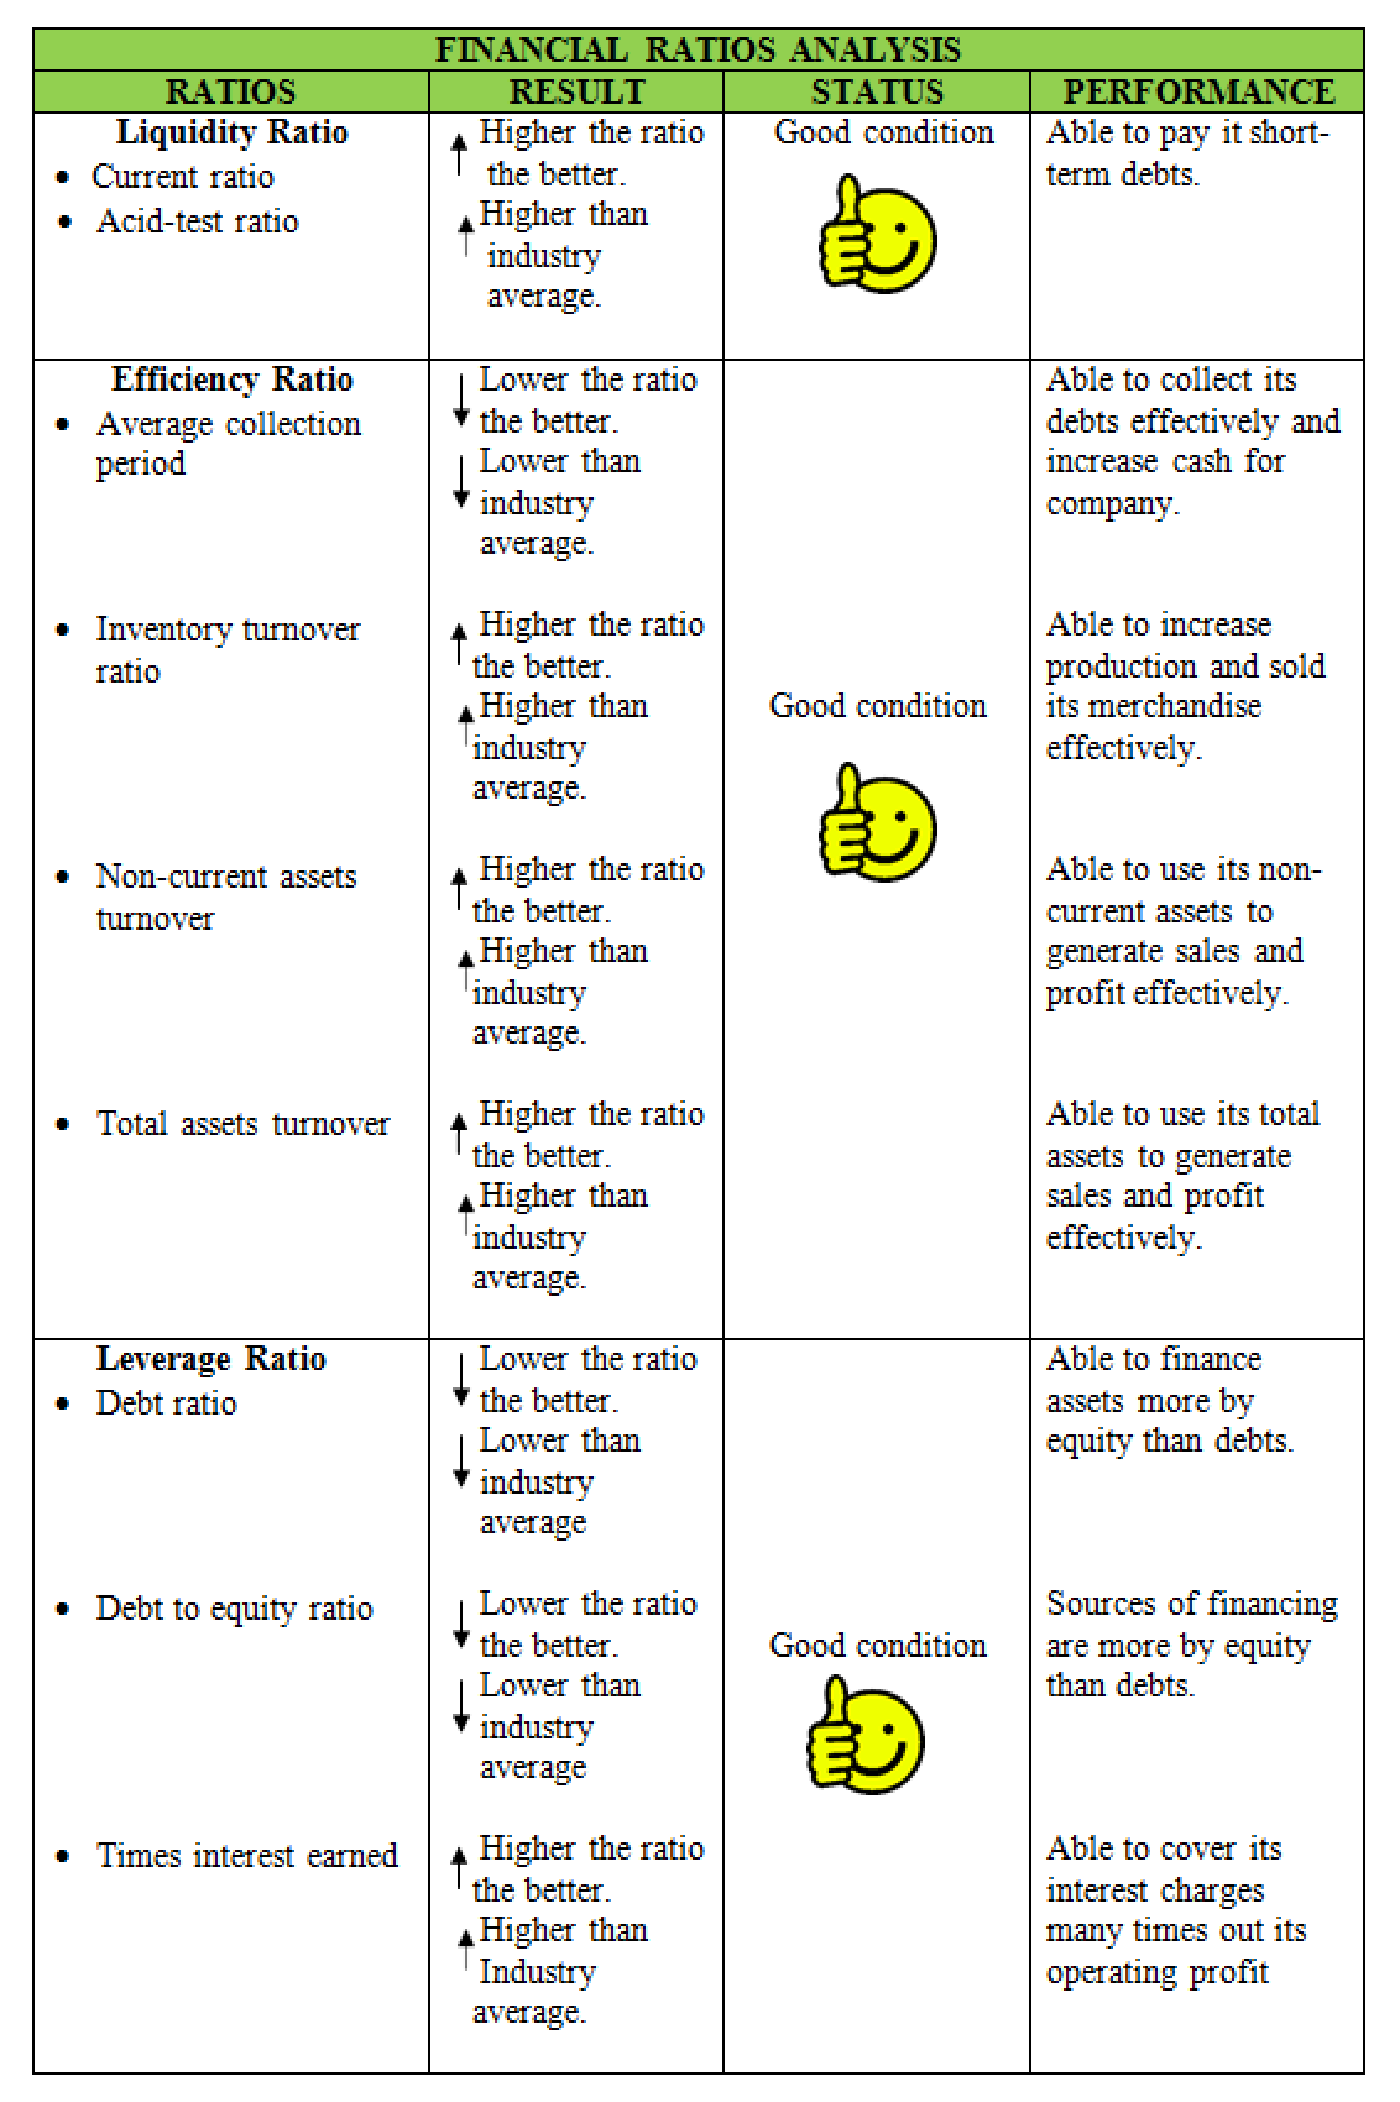 FINANCIAL RATIOS ANALYSIS
RATIOS
RESULT
STATUS
PERFORMANCE
Liquidity Ratio
• Current ratio
• Acid-test ratio
Higher the ratio
the better.
Higher than
industry
average.
Good condition
Able to pay it short-
term debts.
Efficiency Ratio
• Average collection
period
Lower the ratio
the better.
Lower than
industry
average.
Able to collect its
debts effectively and
increase cash for
company.
• Inventory turnover
ratio
Higher the ratio
the better.
Higher than
industry
average.
Good condition
Able to increase
production and sold
its merchandise
effectively.
• Non-current assets
turnover
Higher the ratio
the better.
Higher than
industry
average.
Able to use its non-
current assets to
generate sales and
profit effectively.
• Total assets turnover
Higher the ratio
the better.
Higher than
industry
average.
Able to use its total
assets to generate
sales and profit
effectively.
Leverage Ratio
• Debt ratio
Lower the ratio
the better.
Lower than
industry
average
Able to finance
assets more by
equity than debts.
• Debt to equity ratio
Lower the ratio
the better.
Lower than
industry
average
Good condition
Sources of financing
are more by equity
than debts.
• Times interest earned
Higher the ratio
the better.
Higher than
Industry
average.
Able to cover its
interest charges
many times out its
operating profit